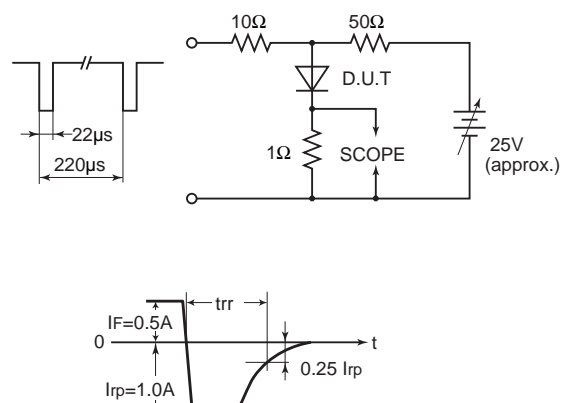 10Ω
50Ω
D.U.T
22µs
220µs
1Ω
SCOPE
25V
(approx.)
trr
IF=0.5A
0
t
0.25 Irp
Irp=1.0A